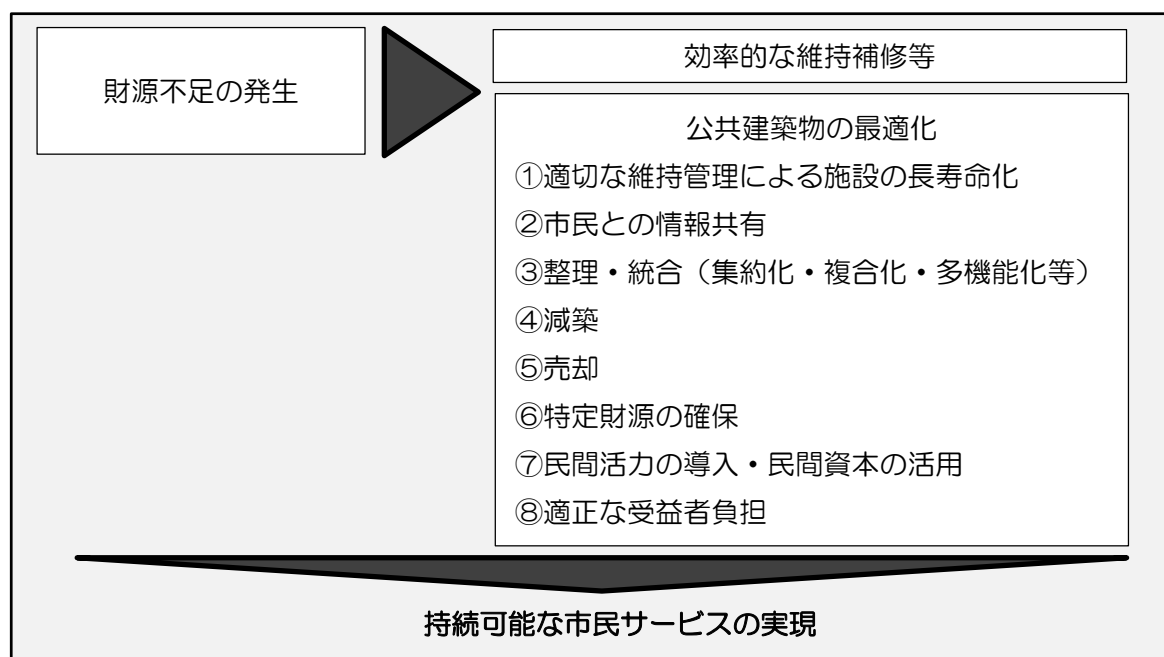 財源不足の発生
効率的な維持補修等
公共建築物の最適化
①適切な維持管理による施設の長寿命化
②市民との情報共有
③整理・統合（集約化・複合化・多機能化等）
④減築
⑤売却
⑥特定財源の確保
⑦民間活力の導入・民間資本の活用
⑧適正な受益者負担
持続可能な市民サービスの実現